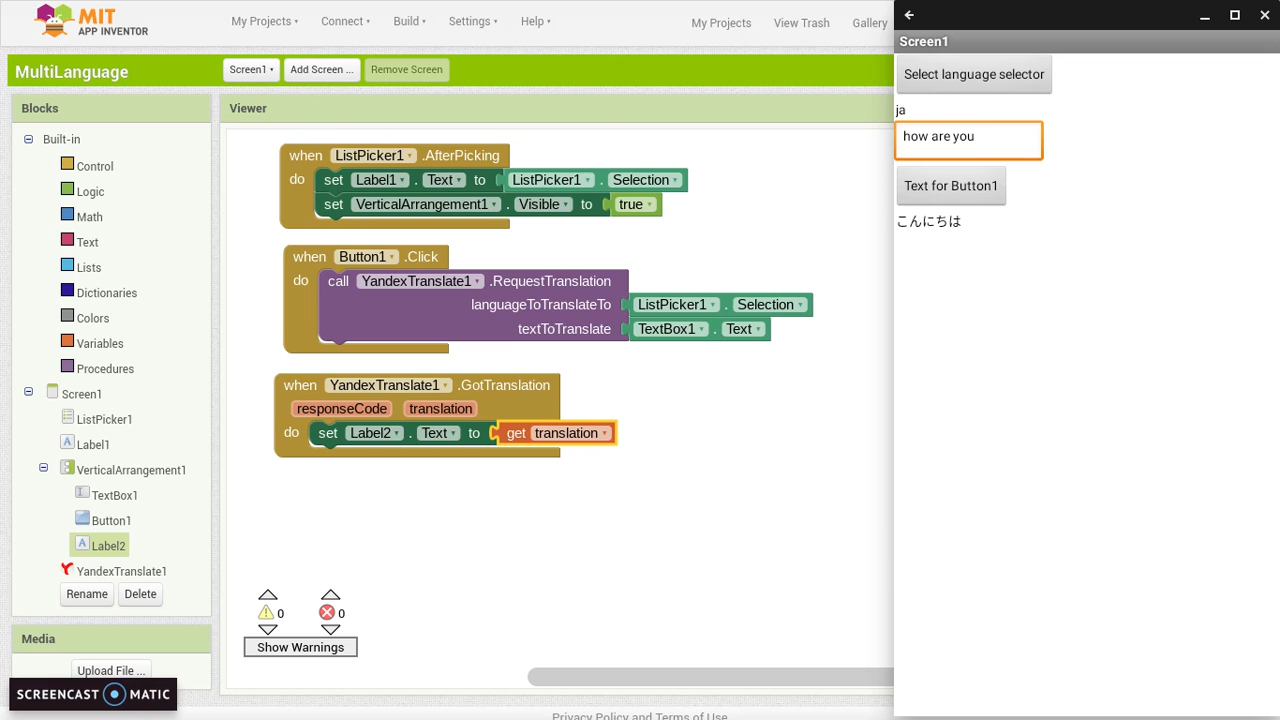 MIT
APP INVENTOR
My Projects ▾ Connect ▾ Build ▾ Settings ▾ Help ▾ My Projects View Trash Gallery
MultiLanguage
Screen1 ▾ Add Screen ... Remove Screen
Blocks
Built-in
Control
Logic
Math
Text
Lists
Dictionaries
Colors
Variables
Procedures
Screen1
ListPicker1
Label1
VerticalArrangement1
TextBox1
Button1
Label2
YandexTranslate1
Rename Delete
Media
Upload File ...
SCREENCAST MATIC
Viewer
when ListPicker1 ▾ .AfterPicking
do set Label1 ▾ . Text ▾ to ListPicker1 ▾ . Selection ▾
set VerticalArrangement1 ▾ . Visible ▾ to true ▾
when Button1 ▾ .Click
do call YandexTranslate1 ▾ .RequestTranslation
languageToTranslateTo ListPicker1 ▾ . Selection ▾
textToTranslate TextBox1 ▾ . Text ▾
when YandexTranslate1 ▾ .GotTranslation
responseCode translation
do set Label2 ▾ . Text ▾ to get translation ▾
0 0
Show Warnings
Privacy Policy and Terms of Use
Screen1
Select language selector
ja
how are you
Text for Button1
こんにちは